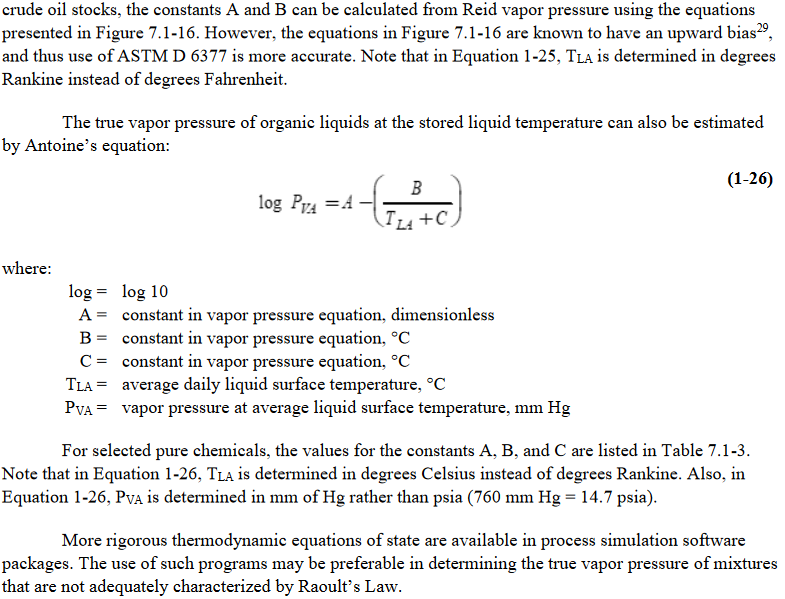 crude oil stocks, the constants A and B can be calculated from Reid vapor pressure using the equations
presented in Figure 7.1-16. However, the equations in Figure 7.1-16 are known to have an upward bias²⁹,
and thus use of ASTM D 6377 is more accurate. Note that in Equation 1-25, TLA is determined in degrees
Rankine instead of degrees Fahrenheit.
The true vapor pressure of organic liquids at the stored liquid temperature can also be estimated
by Antoine's equation:
(1-26)
log PVA = A − (B / (TLA + C))
where:
log = log 10
A = constant in vapor pressure equation, dimensionless
B = constant in vapor pressure equation, °C
C = constant in vapor pressure equation, °C
TLA = average daily liquid surface temperature, °C
PVA = vapor pressure at average liquid surface temperature, mm Hg
For selected pure chemicals, the values for the constants A, B, and C are listed in Table 7.1-3.
Note that in Equation 1-26, TLA is determined in degrees Celsius instead of degrees Rankine. Also, in
Equation 1-26, PVA is determined in mm of Hg rather than psia (760 mm Hg = 14.7 psia).
More rigorous thermodynamic equations of state are available in process simulation software
packages. The use of such programs may be preferable in determining the true vapor pressure of mixtures
that are not adequately characterized by Raoult's Law.